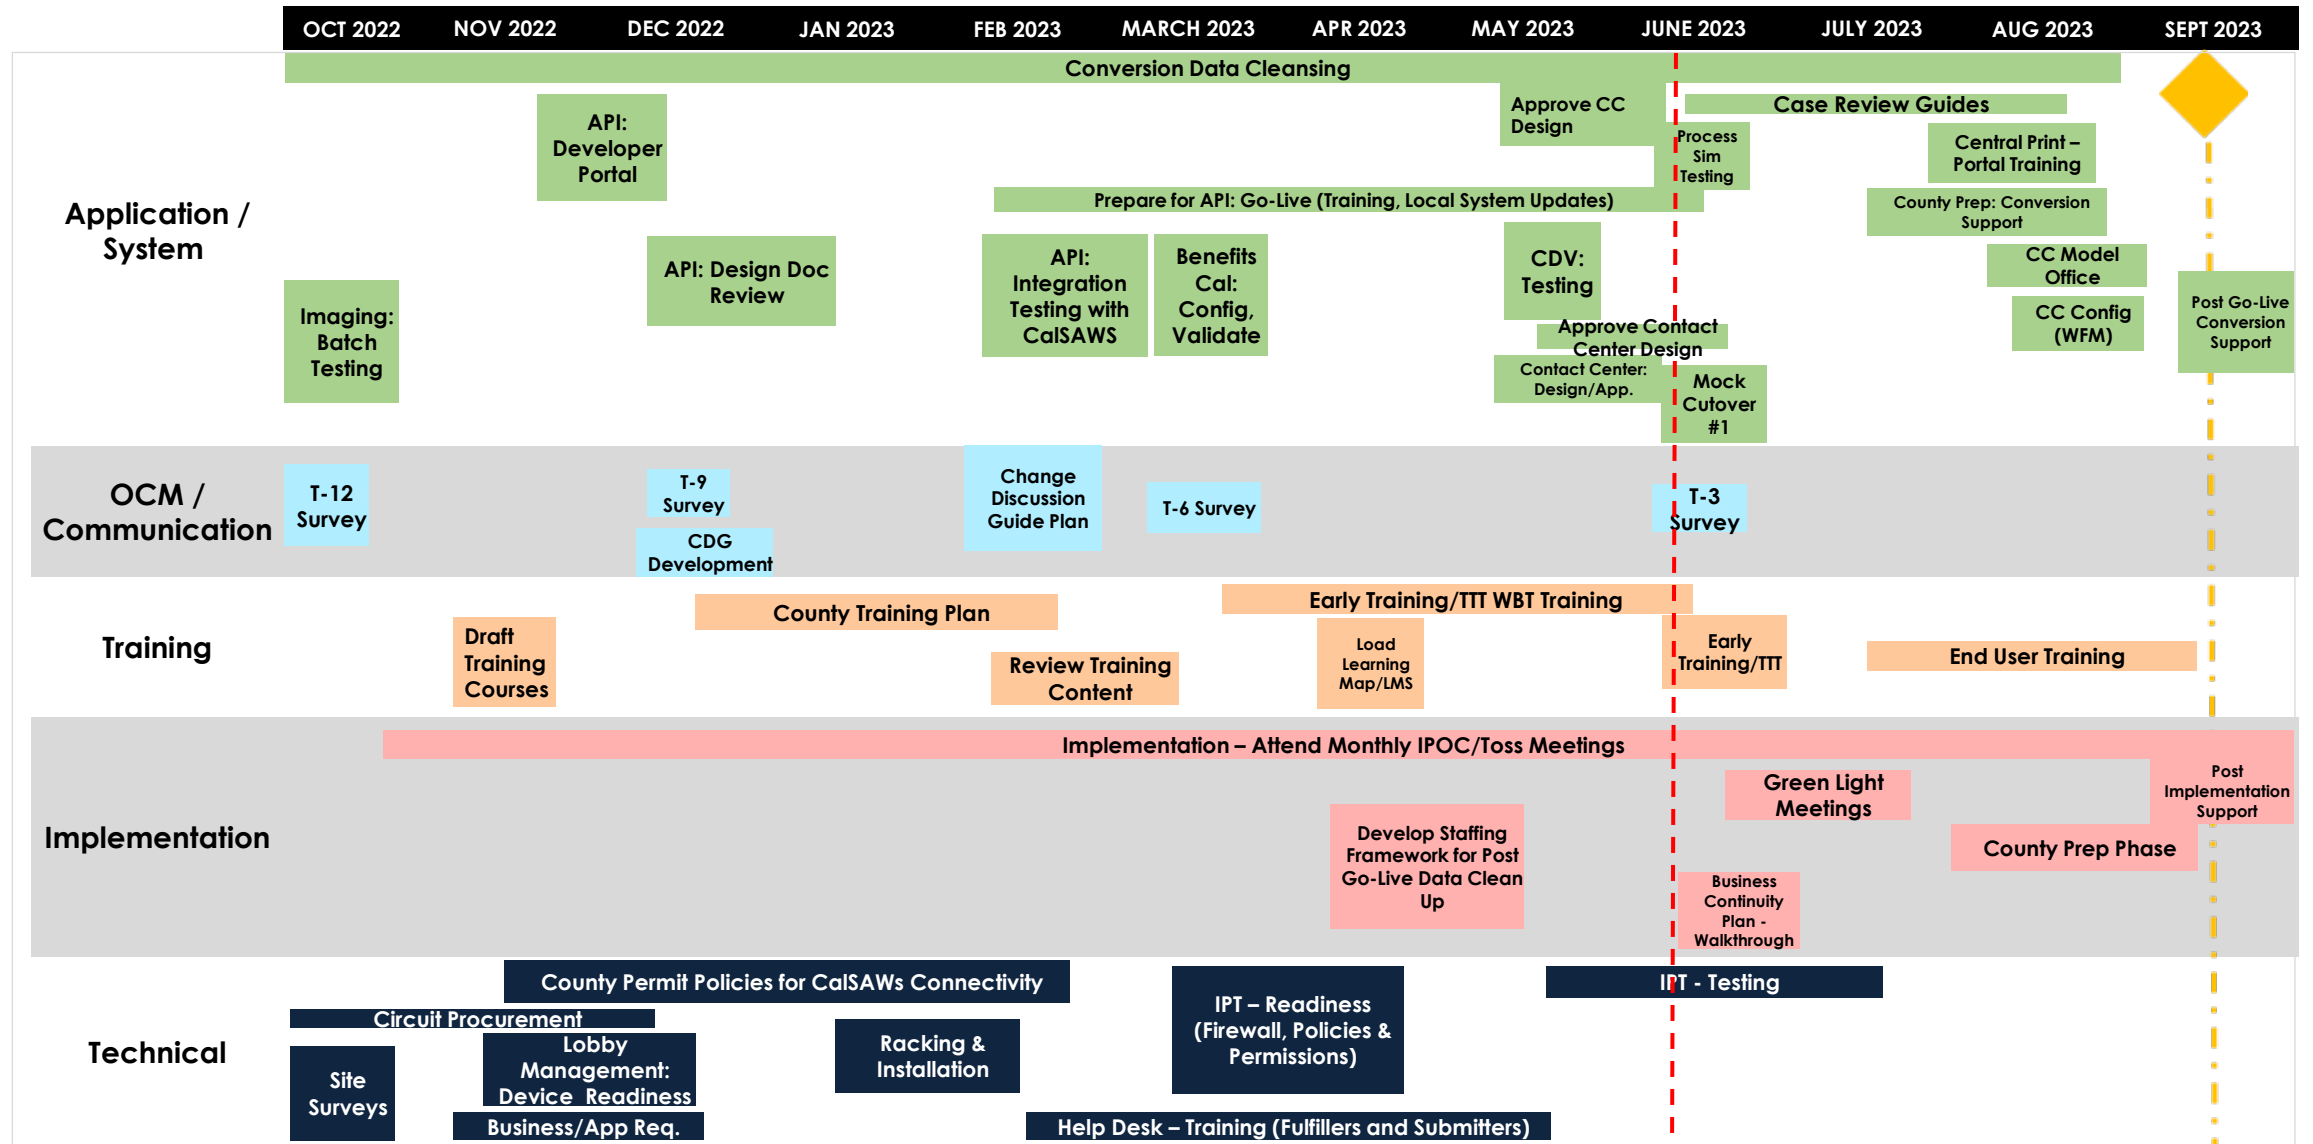 OCT 2022 NOV 2022 DEC 2022 JAN 2023 FEB 2023 MARCH 2023 APR 2023 MAY 2023 JUNE 2023 JULY 2023 AUG 2023 SEPT 2023
Application /
System
Conversion Data Cleansing
API:
Developer
Portal
Approve CC
Design
Case Review Guides
Process
Sim
Testing
Central Print –
Portal Training
Prepare for API: Go-Live (Training, Local System Updates)
County Prep: Conversion
Support
Imaging:
Batch
Testing
API: Design Doc
Review
API:
Integration
Testing with
CalSAWS
Benefits
Cal:
Config,
Validate
CDV:
Testing
CC Model
Office
Approve Contact
Center Design
CC Config
(WFM)
Post Go-Live
Conversion
Support
Contact Center:
Design/App.
Mock
Cutover
#1
OCM /
Communication
T-12
Survey
T-9
Survey
CDG
Development
Change
Discussion
Guide Plan
T-6 Survey
T-3
Survey
Training
Draft
Training
Courses
County Training Plan
Review Training
Content
Early Training/TTT WBT Training
Load
Learning
Map/LMS
Early
Training/TTT
End User Training
Implementation
Implementation – Attend Monthly IPOC/Toss Meetings
Develop Staffing
Framework for Post
Go-Live Data Clean
Up
Green Light
Meetings
Post
Implementation
Support
County Prep Phase
Business
Continuity
Plan -
Walkthrough
Technical
County Permit Policies for CalSAWs Connectivity
Circuit Procurement
Site
Surveys
Lobby
Management:
Device Readiness
Business/App Req.
Racking &
Installation
IPT – Readiness
(Firewall, Policies &
Permissions)
IPT - Testing
Help Desk – Training (Fulfillers and Submitters)